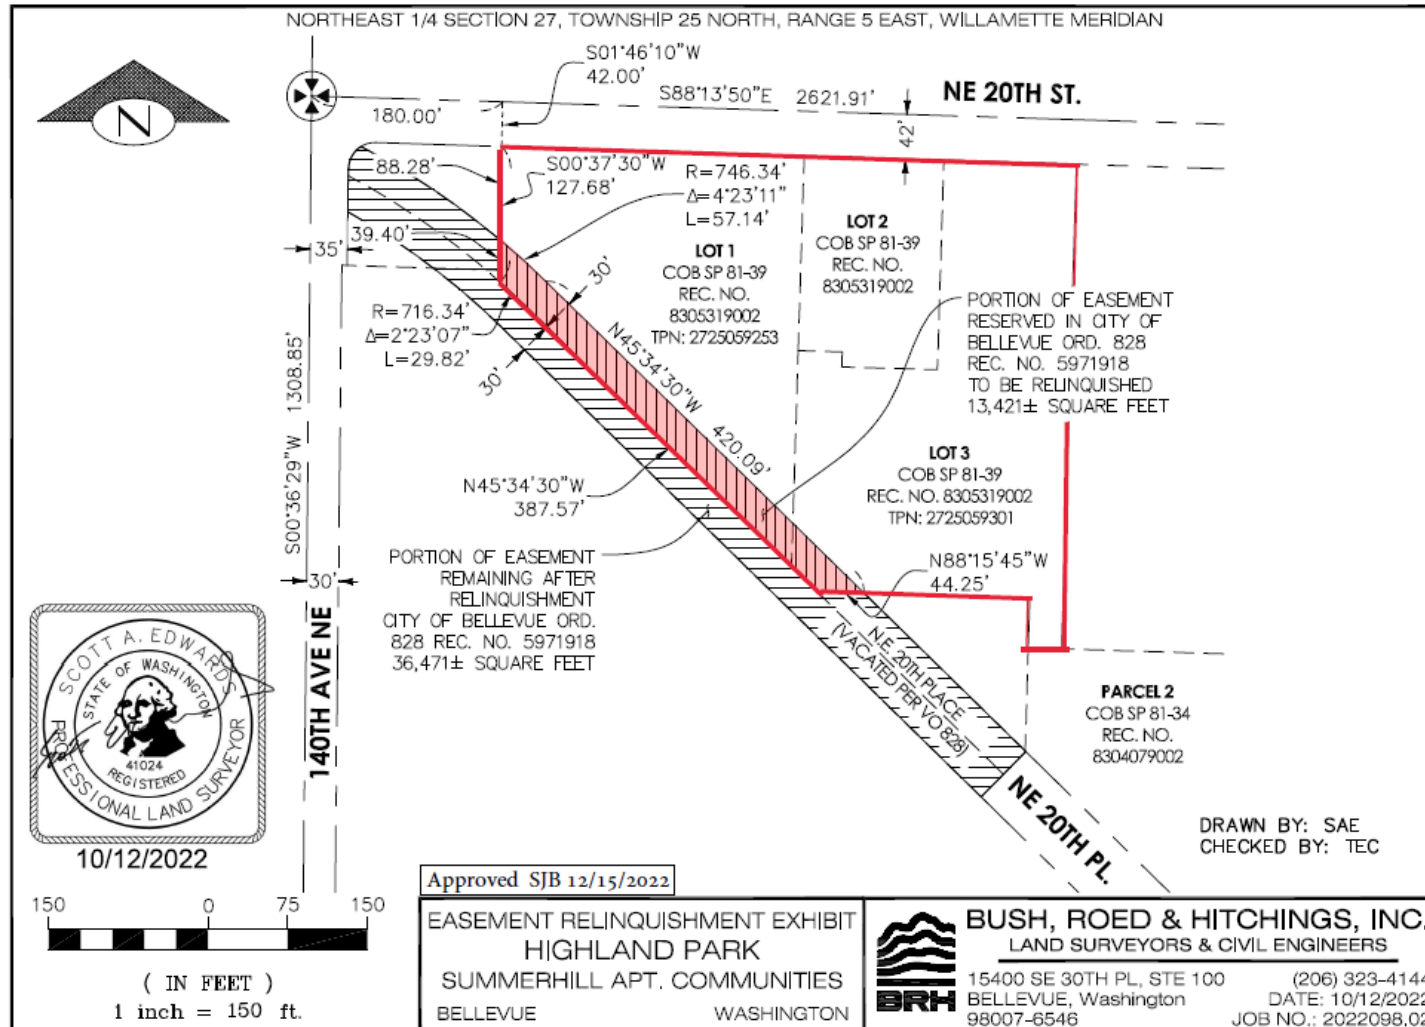 NORTHEAST 1/4 SECTION 27, TOWNSHIP 25 NORTH, RANGE 5 EAST, WILLAMETTE MERIDIAN
S01°46'10"W
42.00'
S88°13'50"E 2621.91'
NE 20TH ST.
180.00'
42'
N
88.28'
S00°37'30"W
127.68'
R=746.34'
Δ=4°23'11"
L=57.14'
LOT 1
COB SP 81-39
REC. NO.
8305319002
TPN: 2725059253
LOT 2
COB SP 81-39
REC. NO.
8305319002
39.40'
35'
30'
R=716.34'
Δ=2°23'07"
L=29.82'
30'
PORTION OF EASEMENT
RESERVED IN CITY OF
BELLEVUE ORD. 828
REC. NO. 5971918
TO BE RELINQUISHED
13,421± SQUARE FEET
N45°34'30"W 420.09'
S00°36'29"W 1308.85'
LOT 3
COB SP 81-39
REC. NO. 8305319002
TPN: 2725059301
N45°34'30"W
387.57'
PORTION OF EASEMENT
REMAINING AFTER
RELINQUISHMENT
CITY OF BELLEVUE ORD.
828 REC. NO. 5971918
36,471± SQUARE FEET
N88°15'45"W
44.25'
30'
140TH AVE NE
N.E. 20TH PLACE
(VACATED PER VO 828)
NE 20TH PL.
PARCEL 2
COB SP 81-34
REC. NO.
8304079002
SCOTT A. EDWARDS
STATE OF WASHINGTON
41024
REGISTERED
PROFESSIONAL LAND SURVEYOR
10/12/2022
DRAWN BY: SAE
CHECKED BY: TEC
150 0 75 150
( IN FEET )
1 inch = 150 ft.
Approved SJB 12/15/2022
EASEMENT RELINQUISHMENT EXHIBIT
HIGHLAND PARK
SUMMERHILL APT. COMMUNITIES
BELLEVUE WASHINGTON
BRH
BUSH, ROED & HITCHINGS, INC.
LAND SURVEYORS & CIVIL ENGINEERS
15400 SE 30TH PL, STE 100 (206) 323-4144
BELLEVUE, Washington DATE: 10/12/2022
98007-6546 JOB NO.: 2022098.02